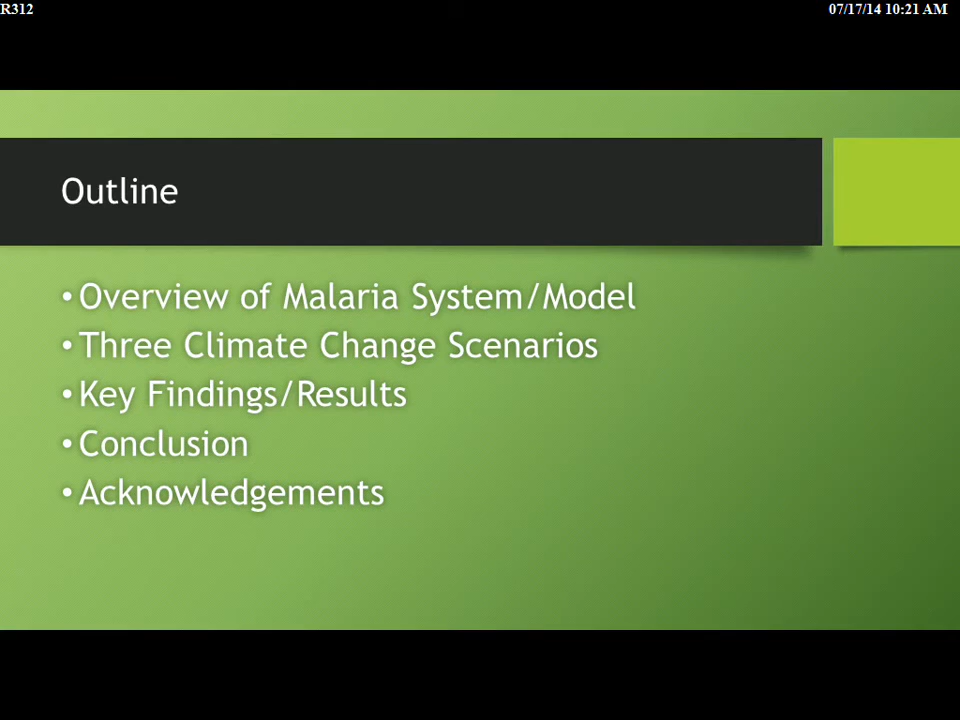 R312
07/17/14 10:21 AM
Outline
• Overview of Malaria System/Model
• Three Climate Change Scenarios
• Key Findings/Results
• Conclusion
• Acknowledgements